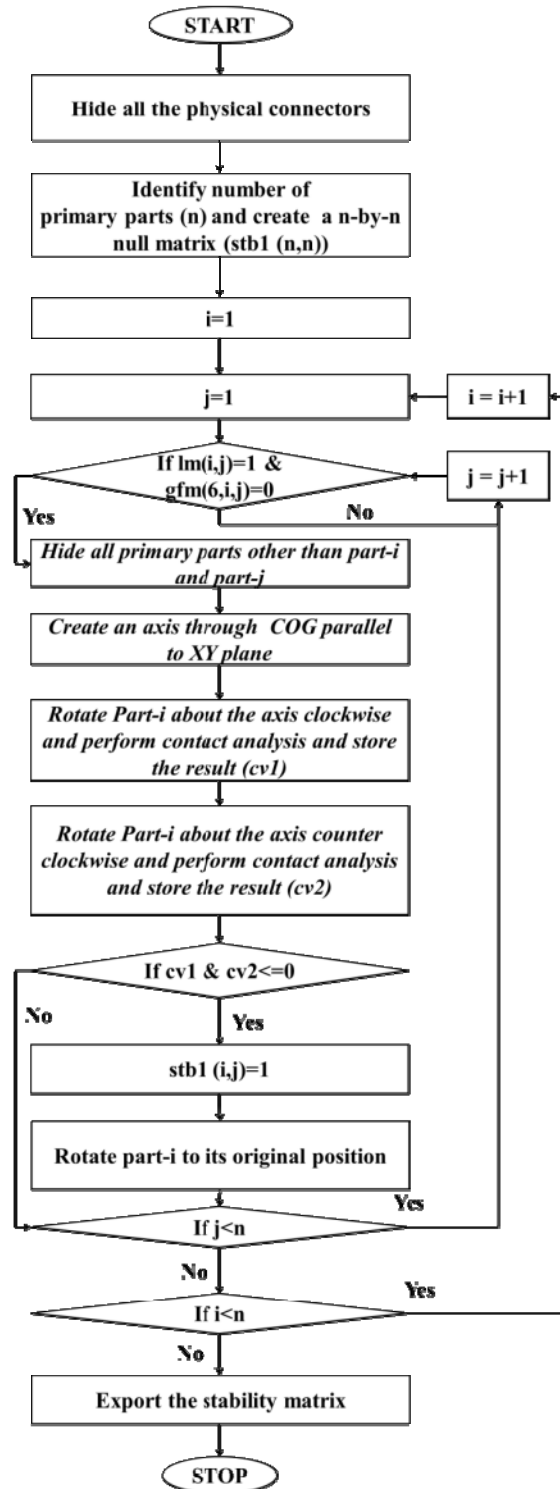 START
Hide all the physical connectors
Identify number of
primary parts (n) and create a n-by-n
null matrix (stb1 (n,n))
i=1
j=1
i = i+1
If lm(i,j)=1 &
gfm(6,i,j)=0
j = j+1
Yes
No
Hide all primary parts other than part-i
and part-j
Create an axis through COG parallel
to XY plane
Rotate Part-i about the axis clockwise
and perform contact analysis and store
the result (cv1)
Rotate Part-i about the axis counter
clockwise and perform contact analysis
and store the result (cv2)
If cv1 & cv2<=0
No
Yes
stb1 (i,j)=1
Rotate part-i to its original position
Yes
If j<n
No
Yes
If i<n
No
Export the stability matrix
STOP